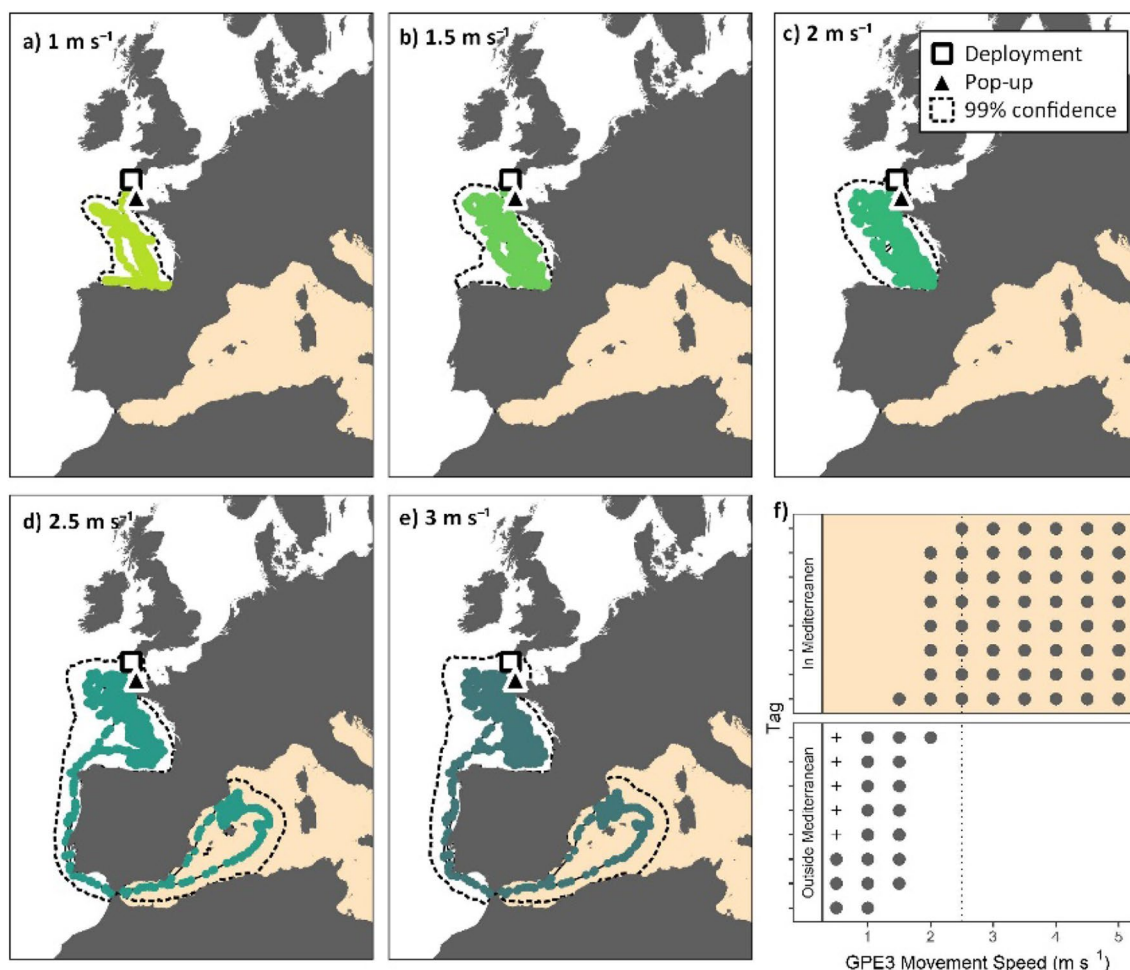 a) 1 m s⁻¹
b) 1.5 m s⁻¹
c) 2 m s⁻¹
Deployment
Pop-up
99% confidence
d) 2.5 m s⁻¹
e) 3 m s⁻¹
f)
In Mediterreanen
Tag
Outside Mediterranean
1 2 3 4 5
GPE3 Movement Speed (m s⁻¹)